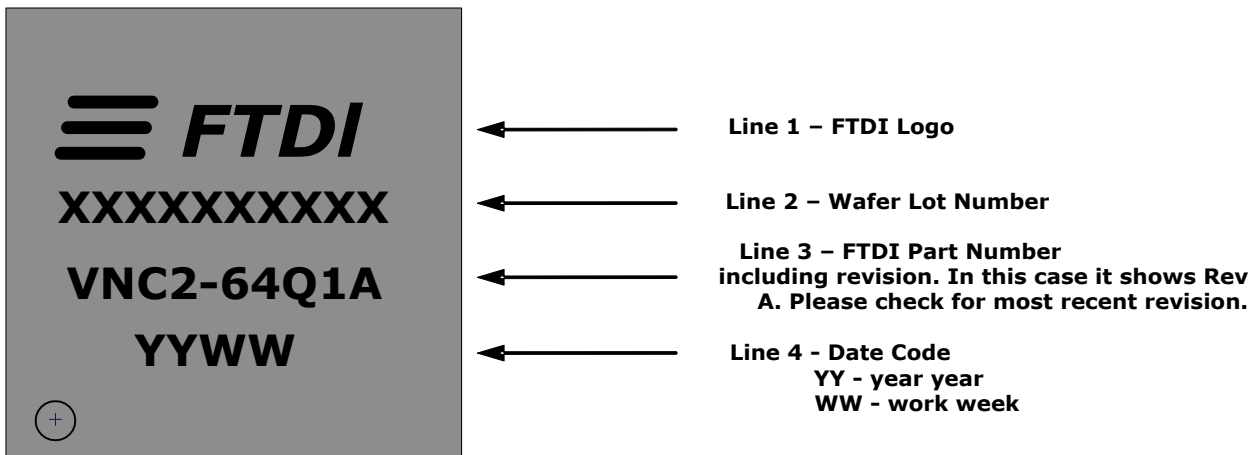 FTDI
XXXXXXXXXX
VNC2-64Q1A
YYWW
Line 1 – FTDI Logo
Line 2 – Wafer Lot Number
Line 3 – FTDI Part Number
including revision. In this case it shows Rev
A. Please check for most recent revision.
Line 4 - Date Code
YY - year year
WW - work week